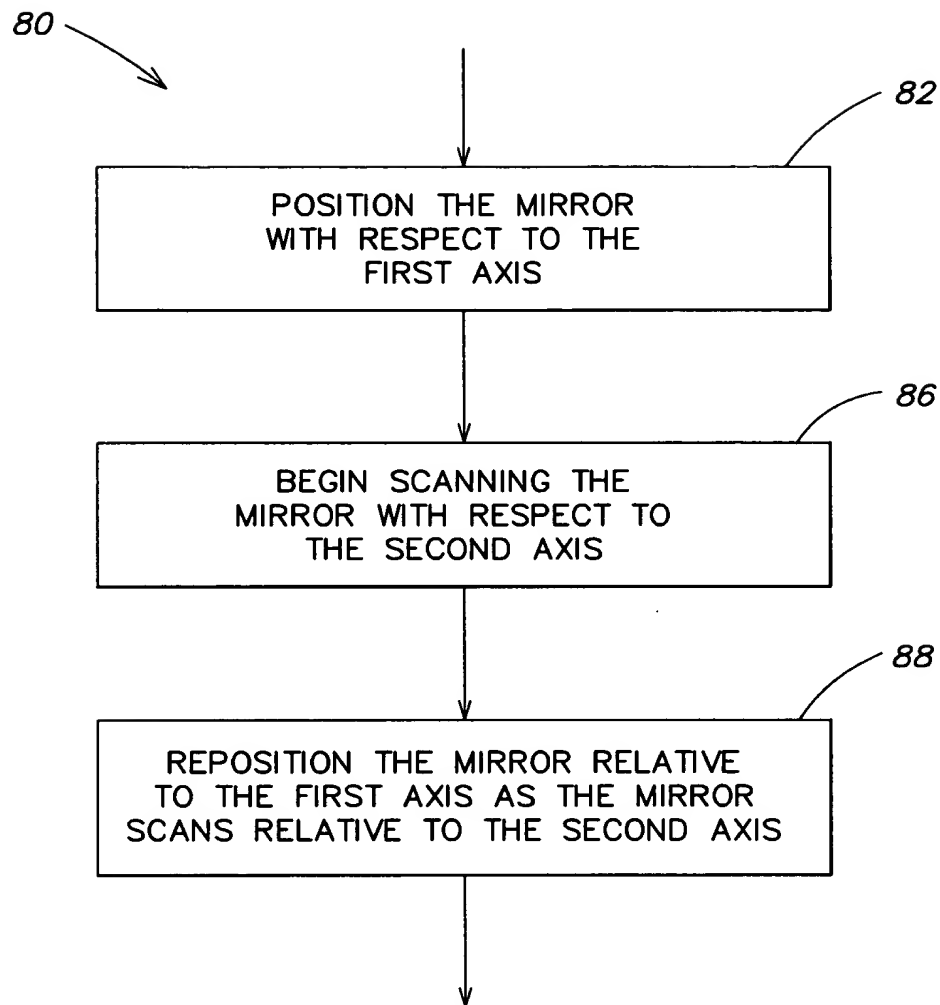 80
82
POSITION THE MIRROR
WITH RESPECT TO THE
FIRST AXIS
86
BEGIN SCANNING THE
MIRROR WITH RESPECT TO
THE SECOND AXIS
88
REPOSITION THE MIRROR RELATIVE
TO THE FIRST AXIS AS THE MIRROR
SCANS RELATIVE TO THE SECOND AXIS